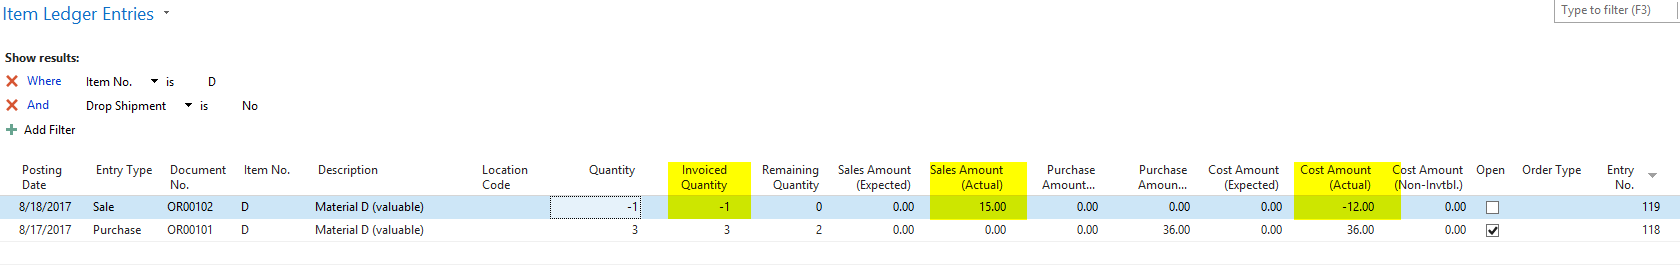 Item Ledger Entries
Type to filter (F3)
Show results:
Where Item No. is D
And Drop Shipment is No
Add Filter
Posting Date Entry Type Document No. Item No. Description Location Code Quantity Invoiced Quantity Remaining Quantity Sales Amount (Expected) Sales Amount (Actual) Purchase Amount... Purchase Amoun... Cost Amount (Expected) Cost Amount (Actual) Cost Amount (Non-Invtbl.) Open Order Type Entry No.
8/18/2017 Sale OR00102 D Material D (valuable) -1 -1 0 0.00 15.00 0.00 0.00 0.00 -12.00 0.00 119
8/17/2017 Purchase OR00101 D Material D (valuable) 3 3 2 0.00 0.00 0.00 36.00 0.00 36.00 0.00 118